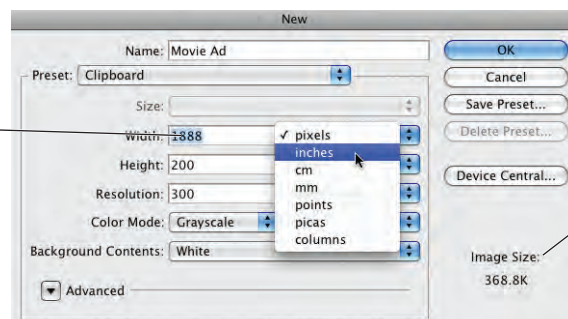 New
Name: Movie Ad
OK
Preset: Clipboard
Cancel
Size:
Save Preset...
Width: 1888
✓ pixels
Delete Preset...
inches
Height: 200
cm
Device Central...
mm
Resolution: 300
points
Color Mode: Grayscale
picas
Background Contents: White
columns
Image Size:
368.8K
Advanced